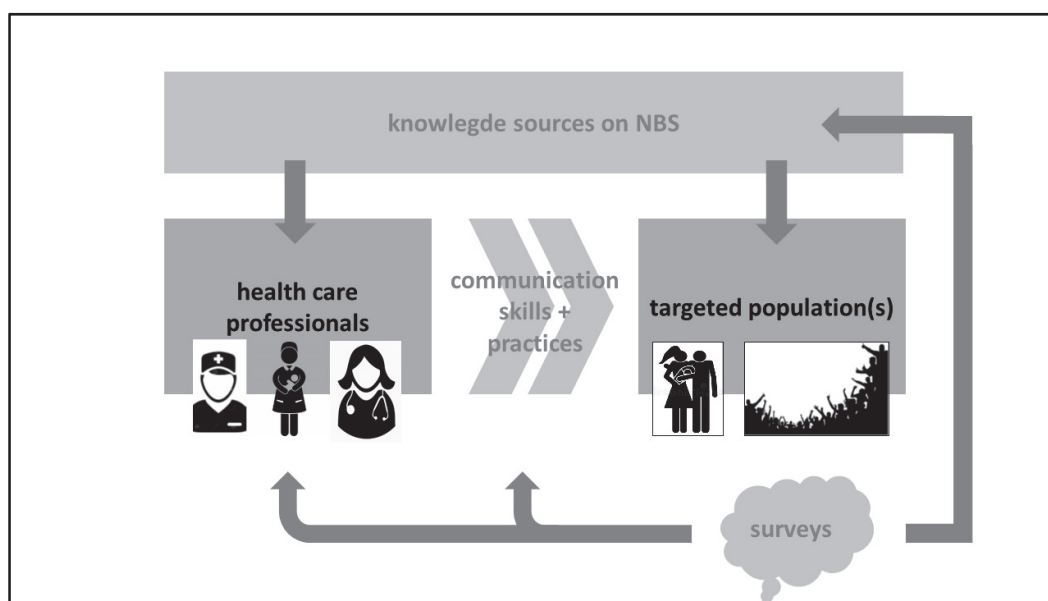 knowlegde sources on NBS
health care
professionals
communication
skills +
practices
targeted population(s)
surveys